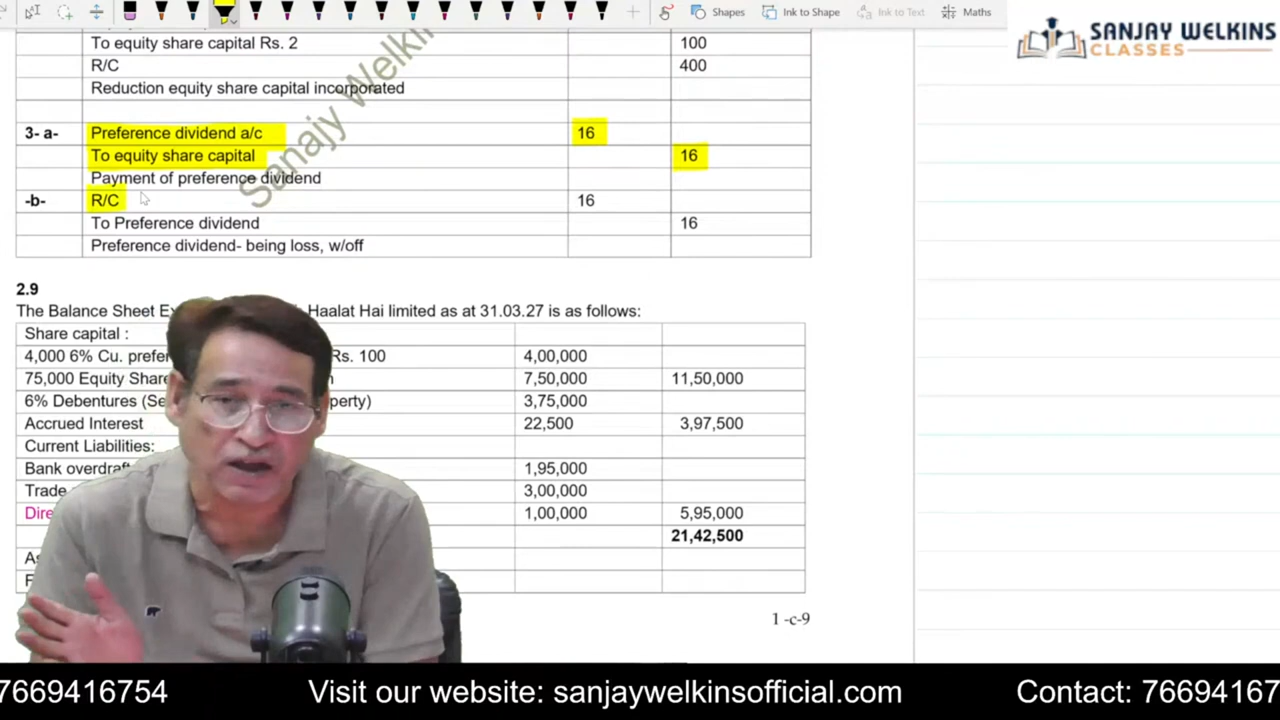 Shapes Ink to Shape Ink to Text Maths
SANJAY WELKINS
CLASSES
To equity share capital Rs. 2 100
R/C 400
Reduction equity share capital incorporated
3- a- Preference dividend a/c 16
To equity share capital 16
Payment of preference dividend
-b- R/C 16
To Preference dividend 16
Preference dividend- being loss, w/off
Sanajy Welkin
2.9
The Balance Sheet Haalat Hai limited as at 31.03.27 is as follows:
Share capital :
4,000 6% Cu. Rs. 100 4,00,000
75,000 Equity 7,50,000 11,50,000
6% Debentures 3,75,000
Accrued Interest 22,500 3,97,500
Current Liabilities:
Bank 1,95,000
Trade 3,00,000
1,00,000 5,95,000
21,42,500
1 -c-9
7669416754 Visit our website: sanjaywelkinsofficial.com Contact: 76694167